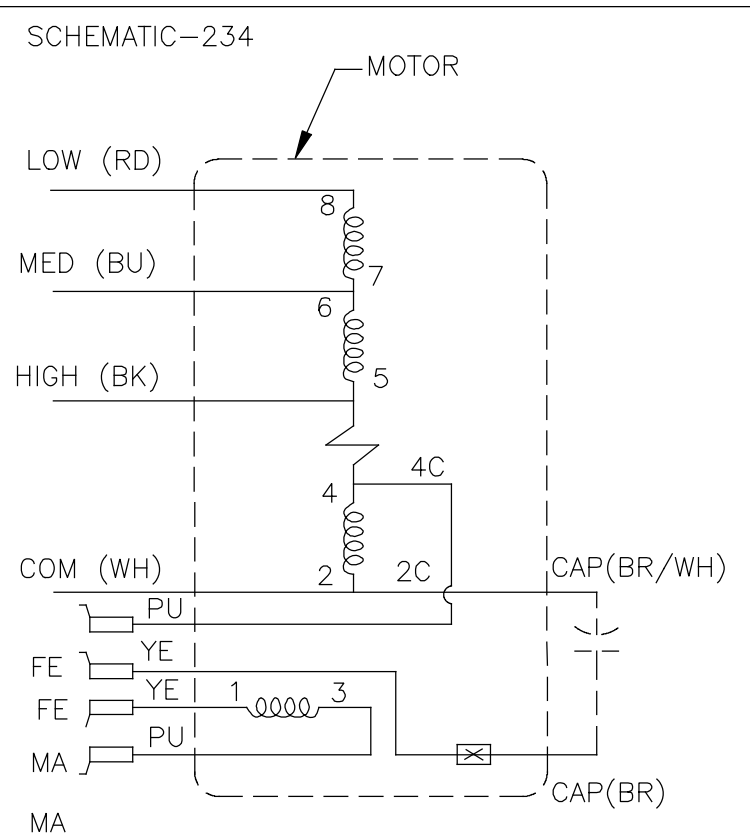 SCHEMATIC-234
MOTOR
LOW (RD)
8
7
MED (BU)
6
5
HIGH (BK)
4C
4
2
2C
COM (WH)
CAP(BR/WH)
PU
FE
YE
FE
YE
1
3
MA
PU
CAP(BR)
MA